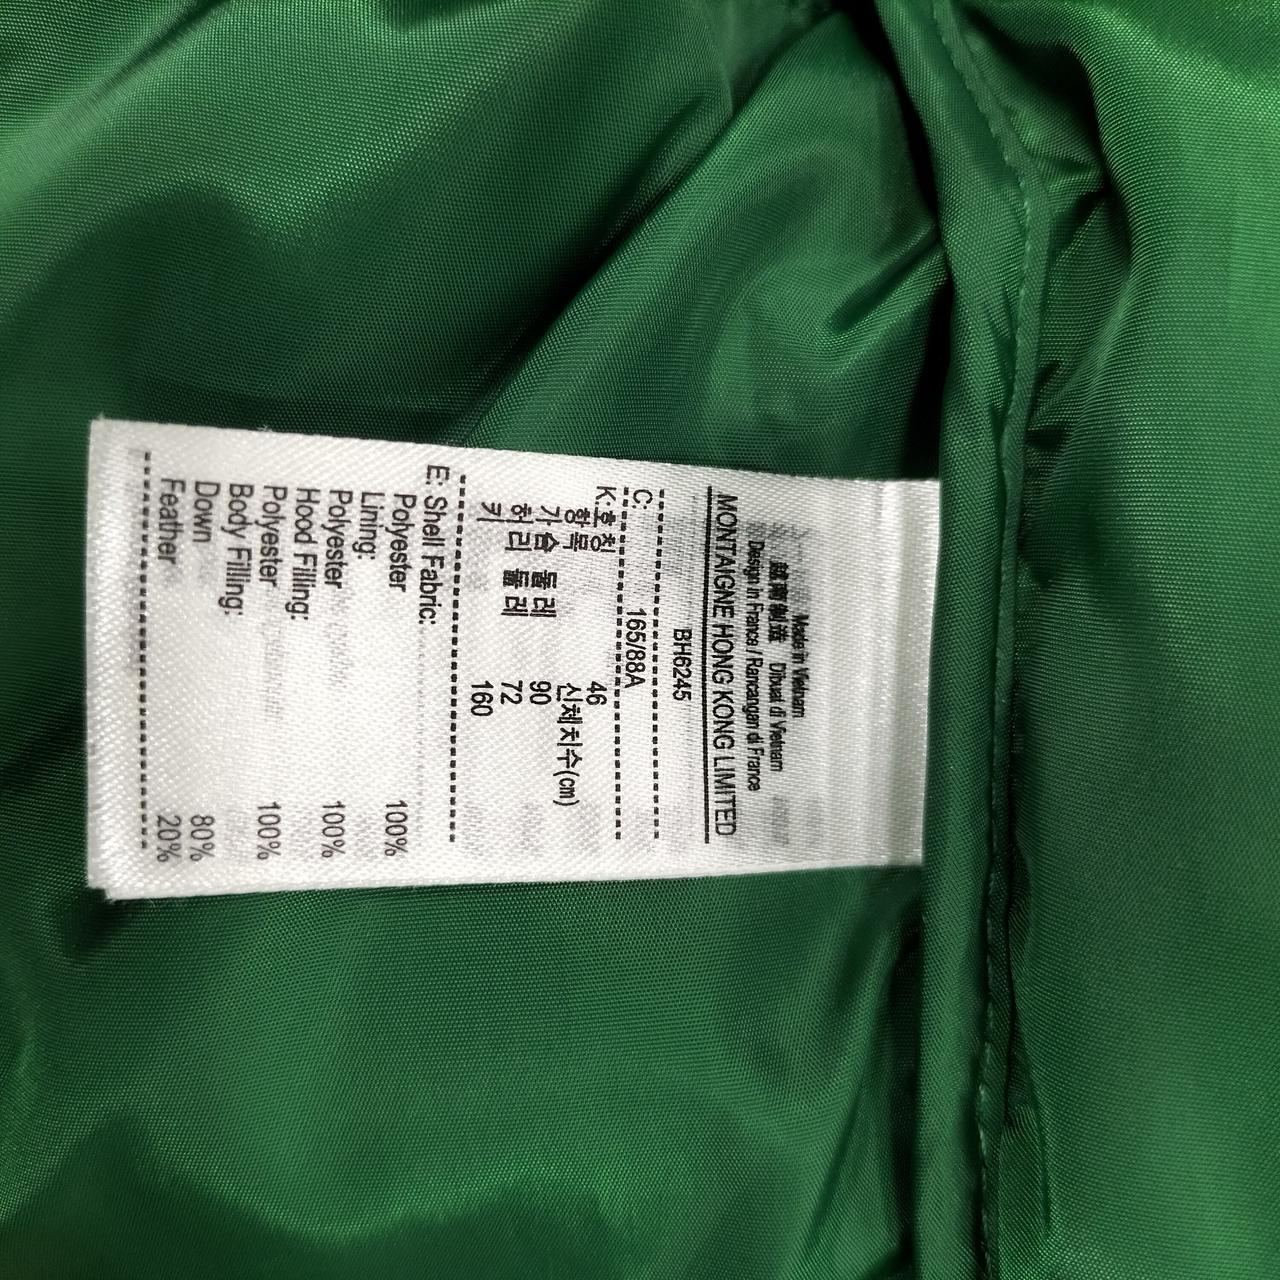 Made in Vietnam
越南制造 Dibuat di Vietnam
Design in France / Rancangan di France
MONTAIGNE HONG KONG LIMITED
BH6245
C: 165/88A
K:호칭 46
항목 신체치수(cm)
가슴 둘레 90
허리 둘레 72
키 160
E: Shell Fabric:
Polyester 100%
Lining:
Polyester 100%
Hood Filling:
Polyester 100%
Body Filling:
Down 80%
Feather 20%